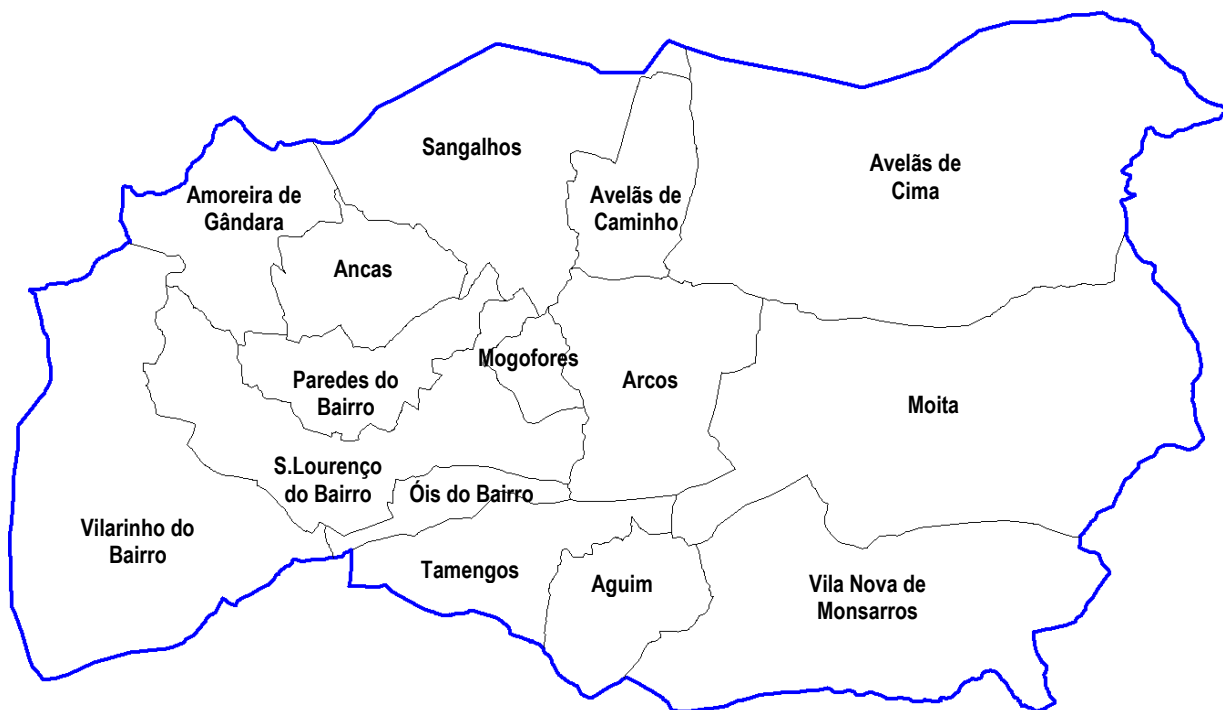 Sangalhos
Avelãs de
Cima
Amoreira de
Gândara
Avelãs de
Caminho
Ancas
Mogofores
Paredes do
Bairro
Arcos
Moita
S.Lourenço
do Bairro
Óis do Bairro
Vilarinho do
Bairro
Tamengos
Aguim
Vila Nova de
Monsarros